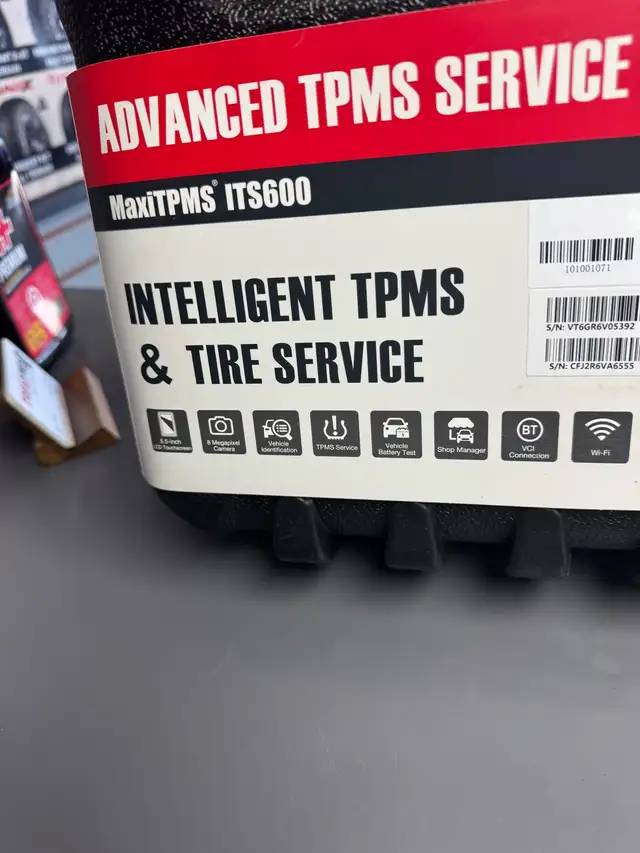 ADVANCED TPMS SERVICE
MaxiTPMS® ITS600
101001071
INTELLIGENT TPMS
& TIRE SERVICE
S/N: VT6GR6V05392
S/N: CFJ2R6VA6555
5.5-inch
LCD Touchscreen
8 Megapixel
Camera
Vehicle
Identification
TPMS Service
Vehicle
Battery Test
Shop Manager
BT
VCI
Connection
Wi-Fi